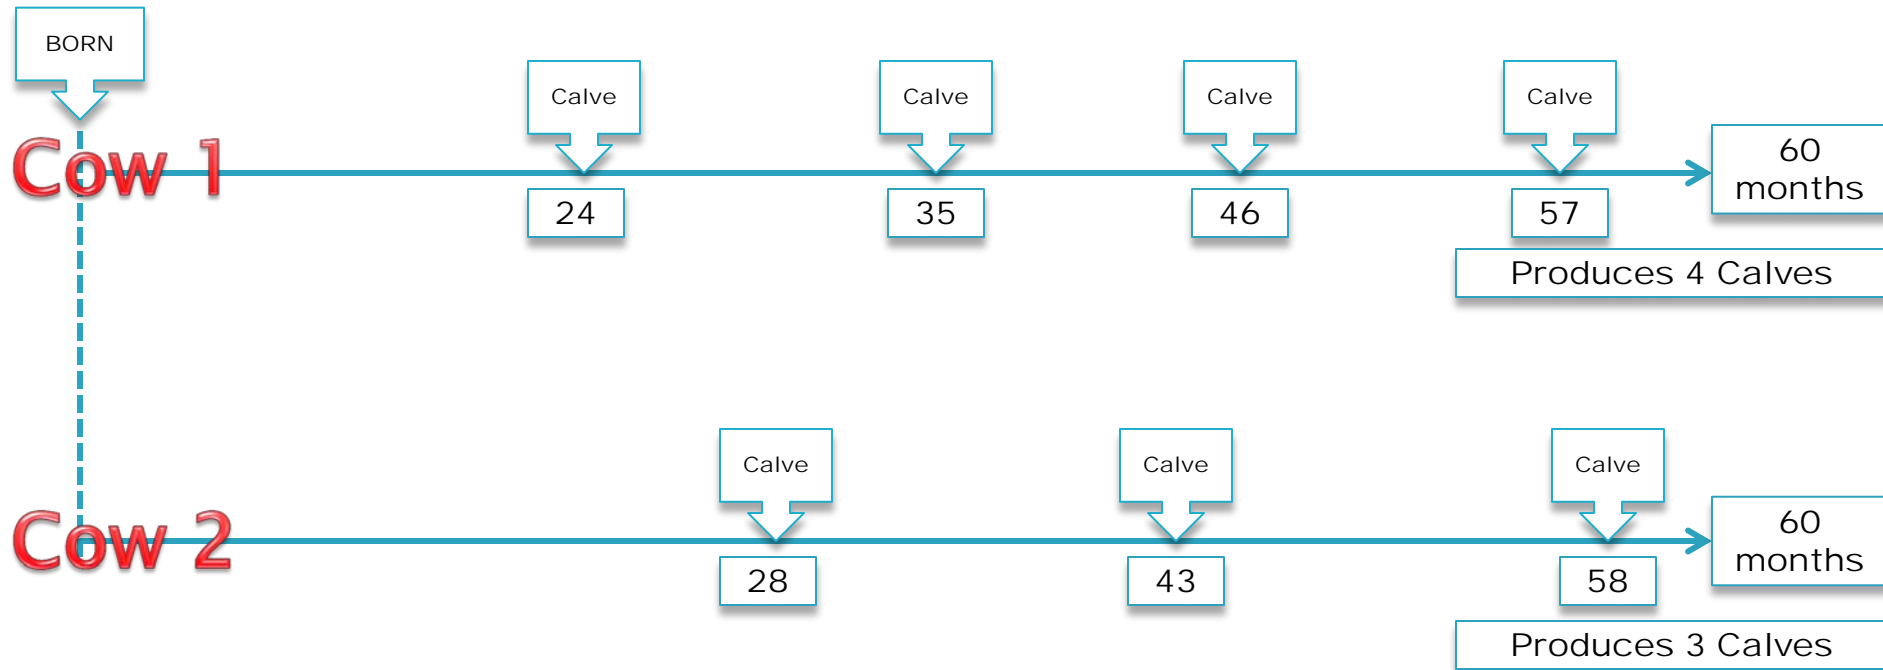 BORN
Calve
Calve
Calve
Calve
Cow 1
60
months
24
35
46
57
Produces 4 Calves
Calve
Calve
Calve
Cow 2
60
months
28
43
58
Produces 3 Calves